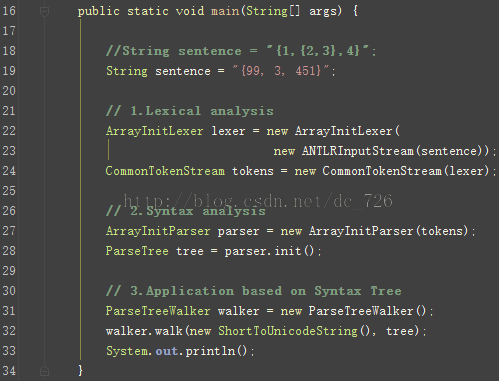 16 public static void main(String[] args) {
17
18 //String sentence = "{1,{2,3},4}";
19 String sentence = "{99, 3, 451}";
20
21 // 1.Lexical analysis
22 ArrayInitLexer lexer = new ArrayInitLexer(
23 new ANTLRInputStream(sentence));
24 CommonTokenStream tokens = new CommonTokenStream(lexer);
25
http://blog.csdn.net/dc_726
26 // 2.Syntax analysis
27 ArrayInitParser parser = new ArrayInitParser(tokens);
28 ParseTree tree = parser.init();
29
30 // 3.Application based on Syntax Tree
31 ParseTreeWalker walker = new ParseTreeWalker();
32 walker.walk(new ShortToUnicodeString(), tree);
33 System.out.println();
34 }